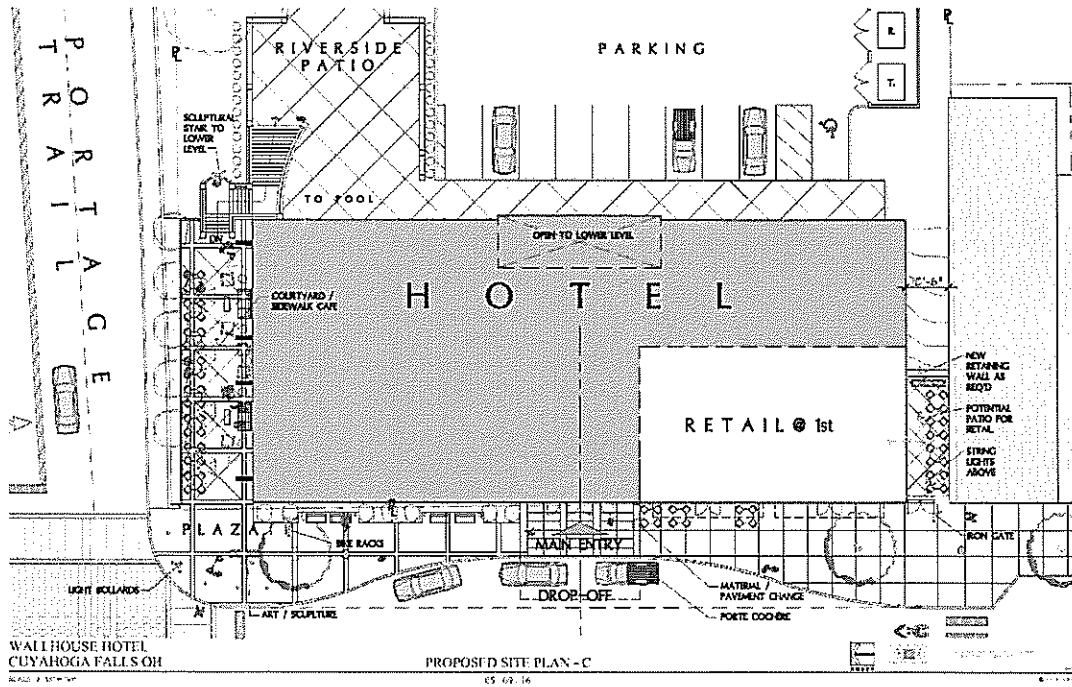 RIVERSIDE
PATIO
PARKING
R.
T.
PORTAGE
TRAIL
SCULPTURAL
STAIR TO
LOWER
LEVEL
TO POOL
DN
OPEN TO LOWER LEVEL
HOTEL
COURTYARD /
SIDEWALK CAFE
NEW
RETAINING
WALL AS
REQ'D
POTENTIAL
PATIO FOR
RETAIL
STRING
LIGHTS
ABOVE
RETAIL @ 1st
PLAZA
BIKE RACKS
MAIN ENTRY
IRON GATE
LIGHT BOLLARDS
DROP-OFF
MATERIAL /
PAVEMENT CHANGE
ART / SCULPTURE
PORTE COCHERE
WALLHOUSE HOTEL
CUYAHOGA FALLS OH
PROPOSED SITE PLAN - C